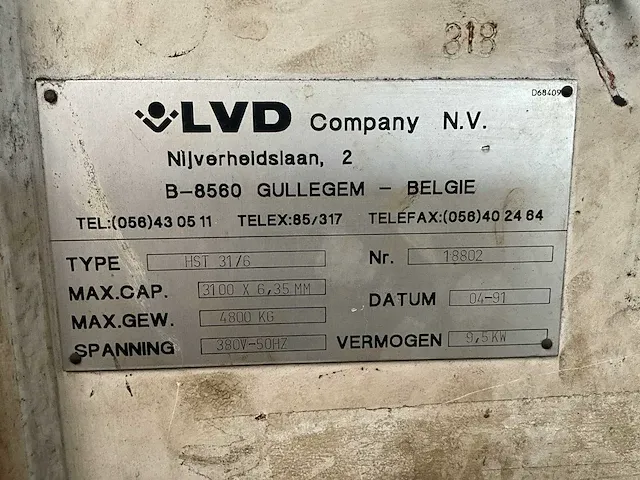 318
D68409
LVD Company N.V.
Nijverheidslaan, 2
B-8560 GULLEGEM - BELGIE
TEL:(056)43 05 11 TELEX:85/317 TELEFAX:(056)40 24 64
TYPE HST 31/6 Nr. 18802
MAX.CAP. 3100 X 6,35 MM
DATUM 04-91
MAX.GEW. 4800 KG
SPANNING 380V-50HZ VERMOGEN 9,5KW